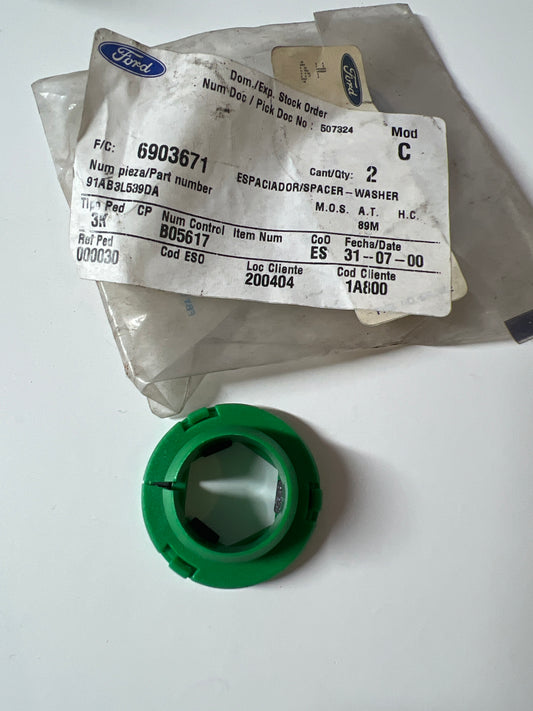 Ford
Ford
Dom./Exp. Stock Order
Num Doc / Pick Doc No : 507324
Mod
C
F/C: 6903671
Cant/Qty: 2
Num pieza/Part number
ESPACIADOR/SPACER-WASHER
91AB3L539DA
M.O.S. A.T. H.C.
89M
Tipo Ped CP Num Control Item Num CoO Fecha/Date
3K B05617 ES 31-07-00
Ref Ped Cod ESO Loc Cliente Cod Cliente
000030 200404 1A800